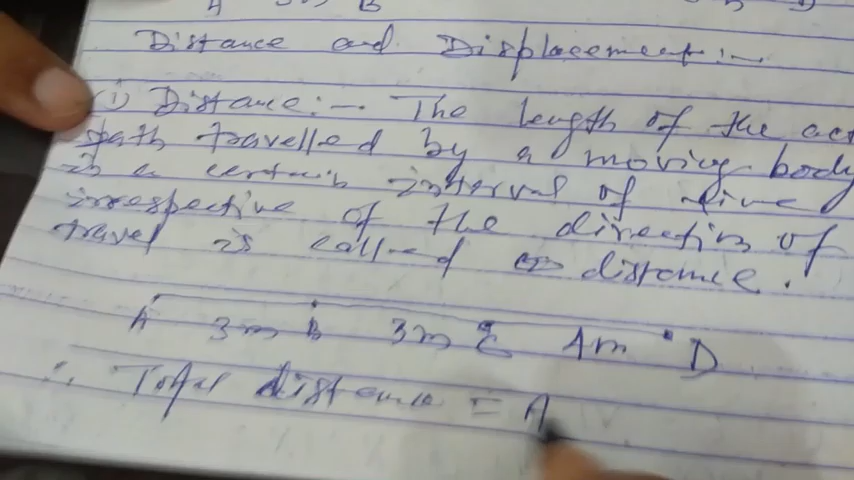 A 3m B D
Distance and Displacement:-
(i) Distance:- The length of the act
path travelled by a moving body
in a certain interval of time
irrespective of the direction of
travel is called distance.
A 3m B 3m C 4m D
∴ Total distance = A